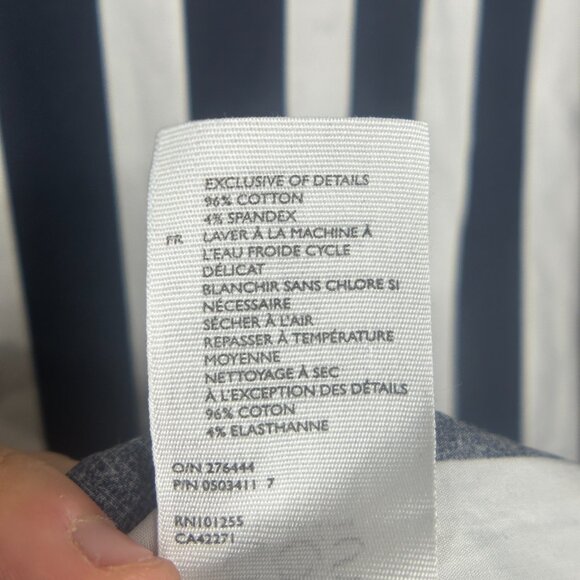 EXCLUSIVE OF DETAILS
96% COTTON
4% SPANDEX
FR LAVER À LA MACHINE À
L'EAU FROIDE CYCLE
DÉLICAT
BLANCHIR SANS CHLORE SI
NÉCESSAIRE
SÉCHER À L'AIR
REPASSER À TEMPÉRATURE
MOYENNE
NETTOYAGE À SEC
À L'EXCEPTION DES DÉTAILS
96% COTON
4% ELASTHANNE
O/N 276444
P/N 0503411 7
RN101255
CA42271